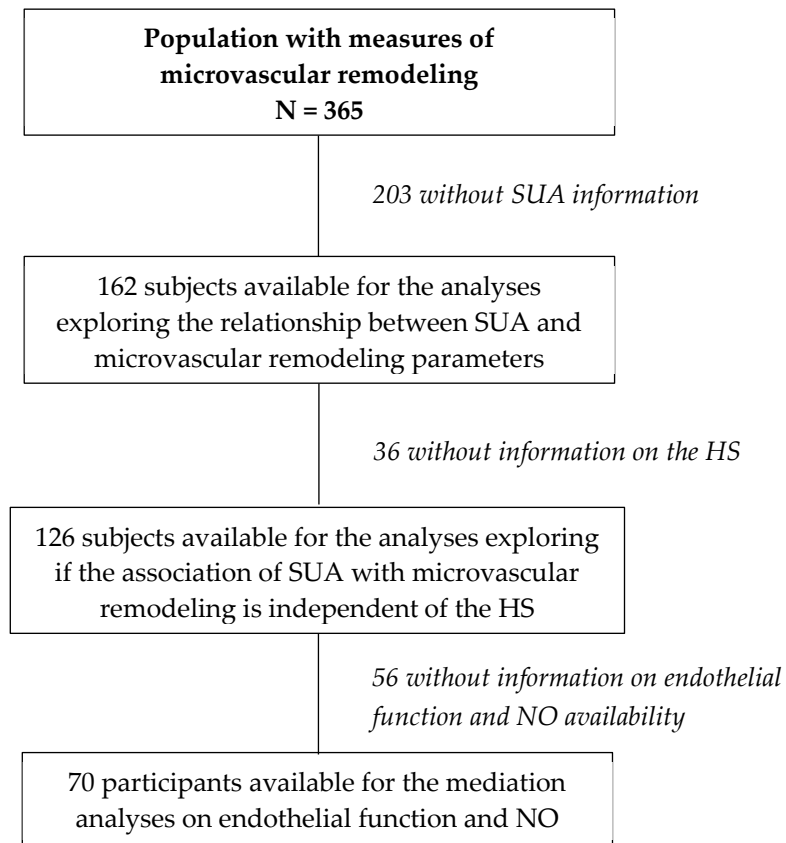 Population with measures of
microvascular remodeling
N = 365
203 without SUA information
162 subjects available for the analyses
exploring the relationship between SUA and
microvascular remodeling parameters
36 without information on the HS
126 subjects available for the analyses exploring
if the association of SUA with microvascular
remodeling is independent of the HS
56 without information on endothelial
function and NO availability
70 participants available for the mediation
analyses on endothelial function and NO